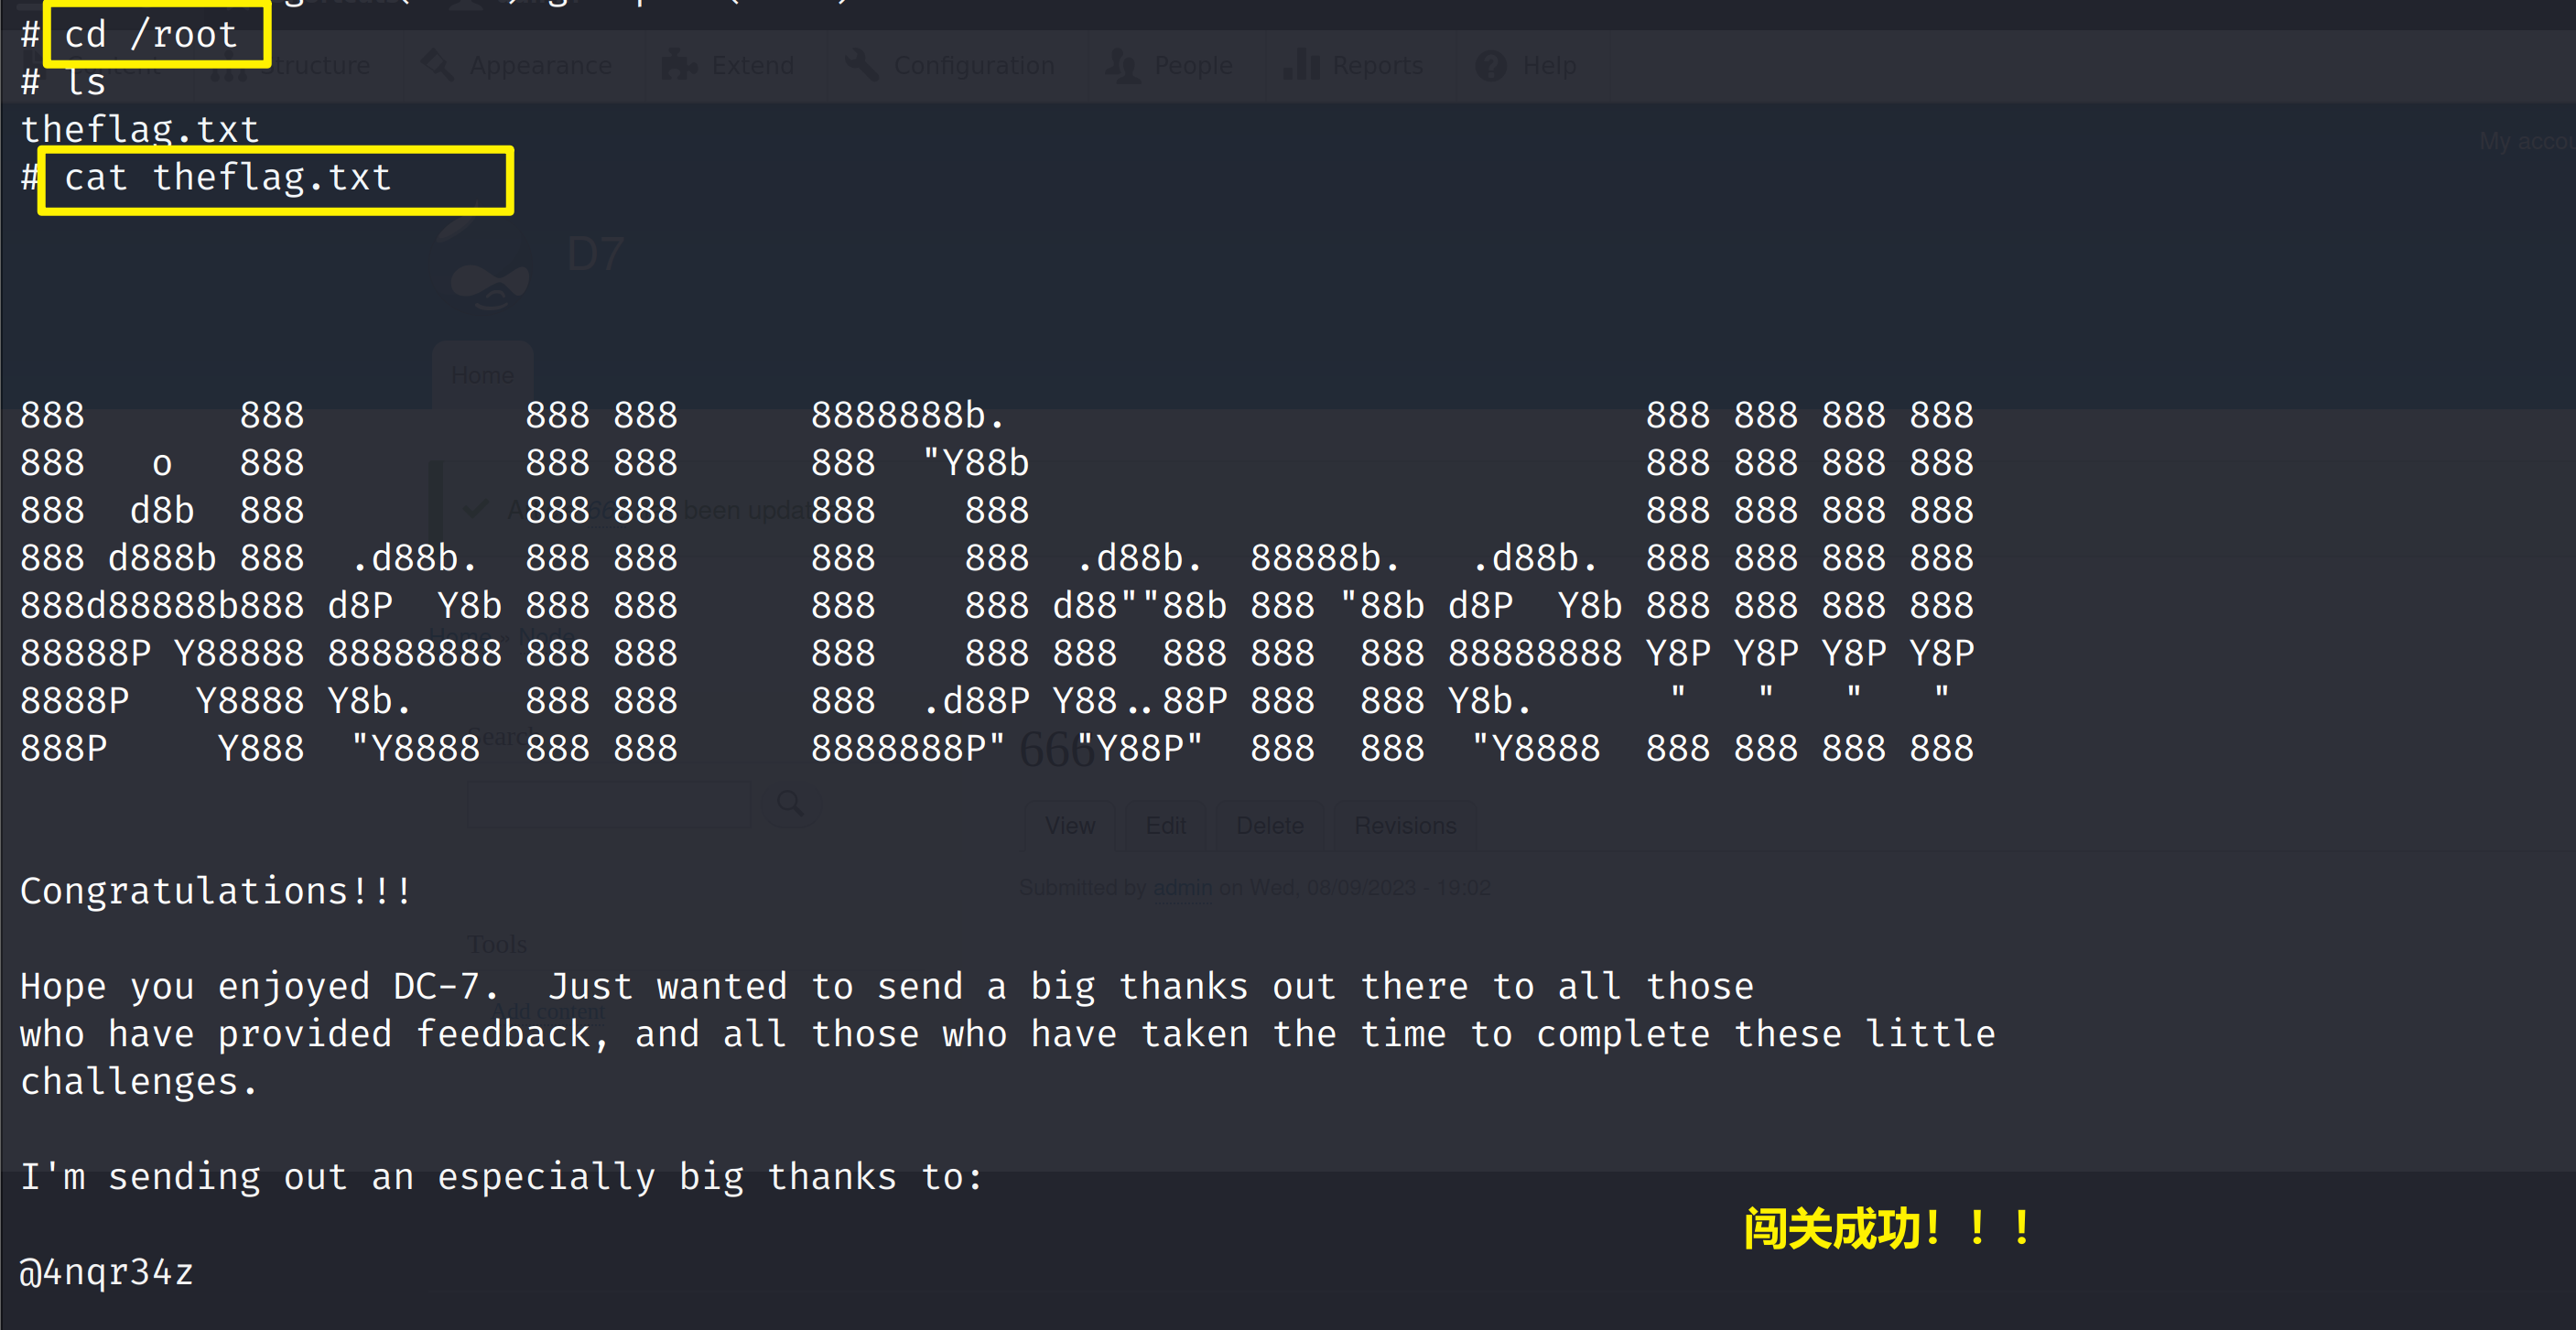 # cd /root
# ls
Structure Appearance Extend Configuration People Reports Help
theflag.txt
My accou
# cat theflag.txt
D7
Home
888       888          888 888      8888888b.                             888 888 888 888
888   o   888          888 888      888  "Y88b                            888 888 888 888
888  d8b  888          888 888      888    888                            888 888 888 888
been updat
888 d888b 888  .d88b.  888 888      888    888  .d88b.  88888b.   .d88b.  888 888 888 888
888d88888b888 d8P  Y8b 888 888      888    888 d88""88b 888 "88b d8P  Y8b 888 888 888 888
Home » Node
88888P Y88888 88888888 888 888      888    888 888  888 888  888 88888888 Y8P Y8P Y8P Y8P
8888P   Y8888 Y8b.     888 888      888  .d88P Y88..88P 888  888 Y8b.      "   "   "   "
888P     Y888  "Y8888  888 888      8888888P"   "Y88P"  888  888  "Y8888  888 888 888 888
Search
666
View Edit Delete Revisions
Submitted by admin on Wed, 08/09/2023 - 19:02
Congratulations!!!
Tools
Hope you enjoyed DC-7.  Just wanted to send a big thanks out there to all those
Add content
who have provided feedback, and all those who have taken the time to complete these little
challenges.
I'm sending out an especially big thanks to:
闯关成功！！！
@4nqr34z